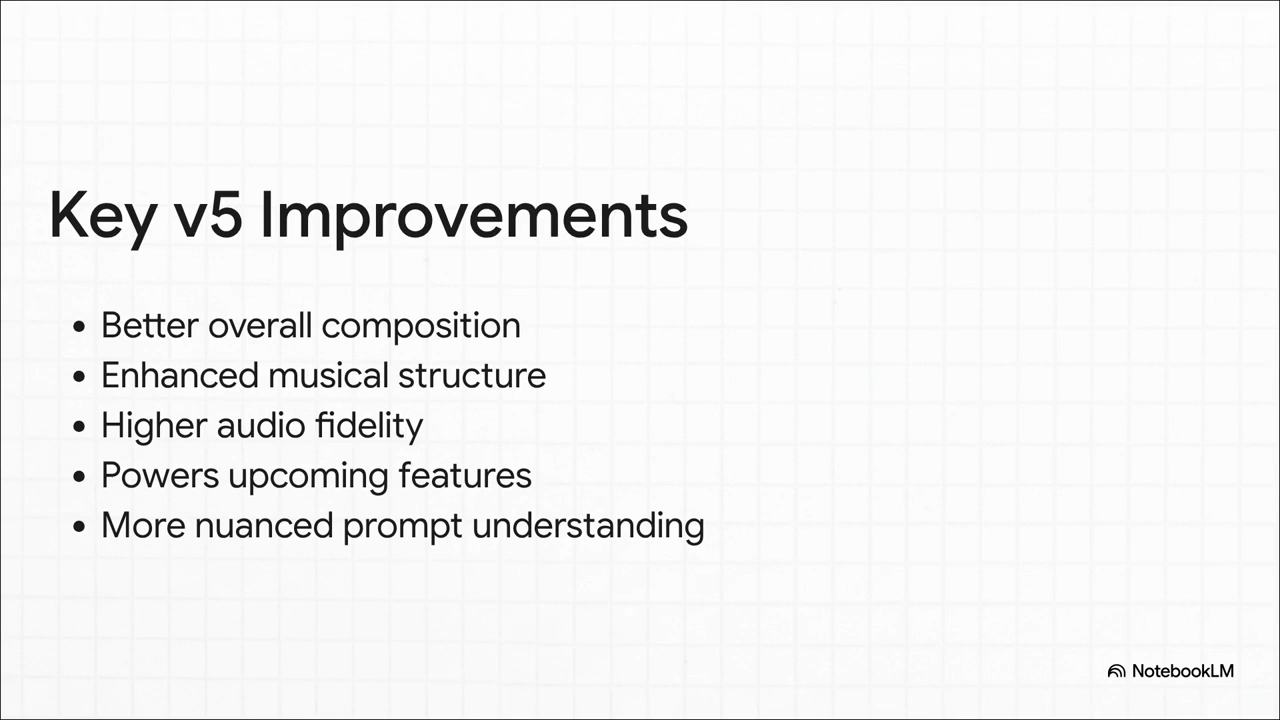 Key v5 Improvements
• Better overall composition
• Enhanced musical structure
• Higher audio fidelity
• Powers upcoming features
• More nuanced prompt understanding
NotebookLM